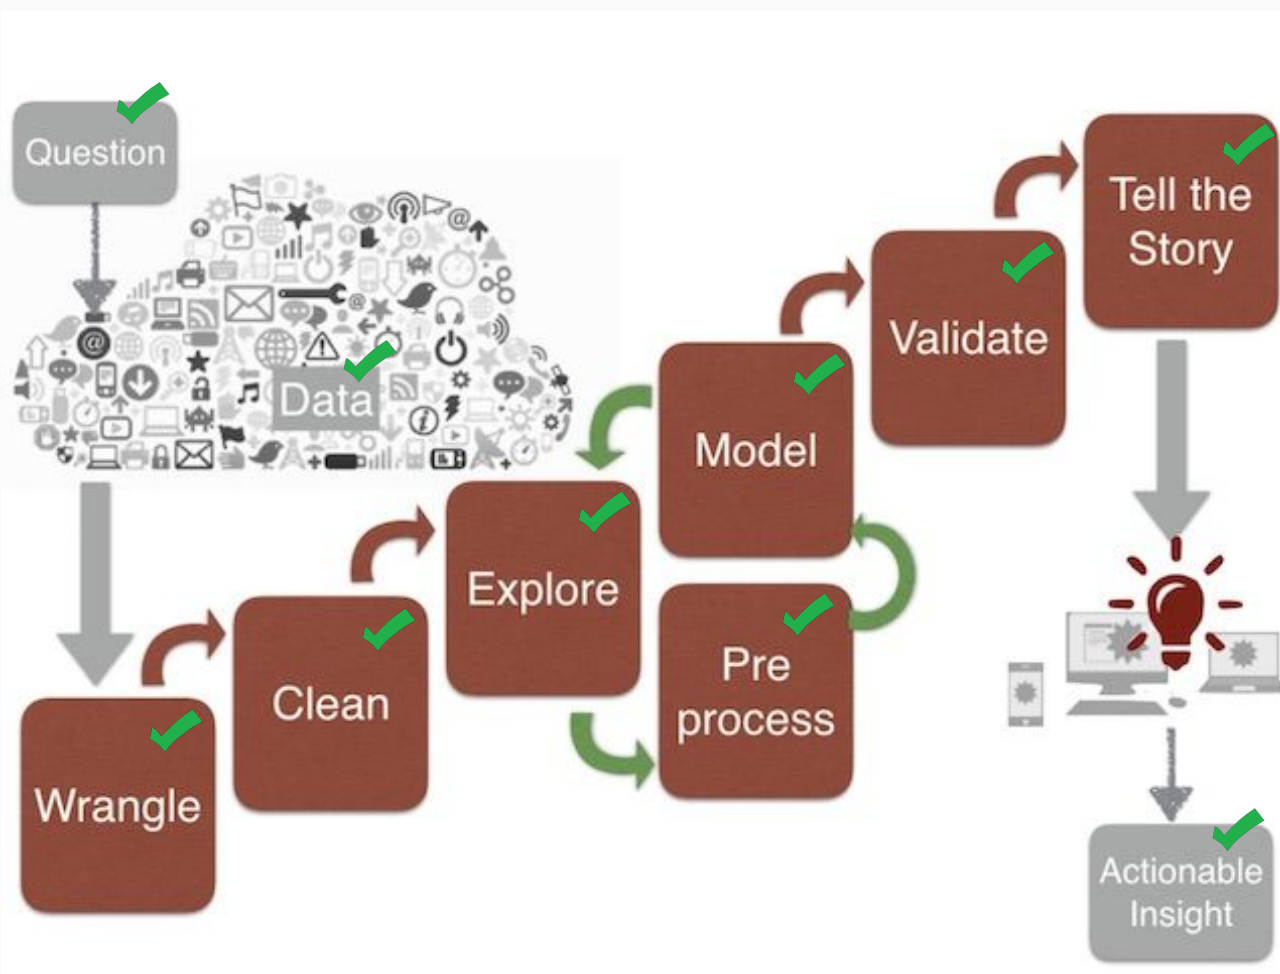 Question
Data
Wrangle
Clean
Explore
Pre
process
Model
Validate
Tell the
Story
Actionable
Insight